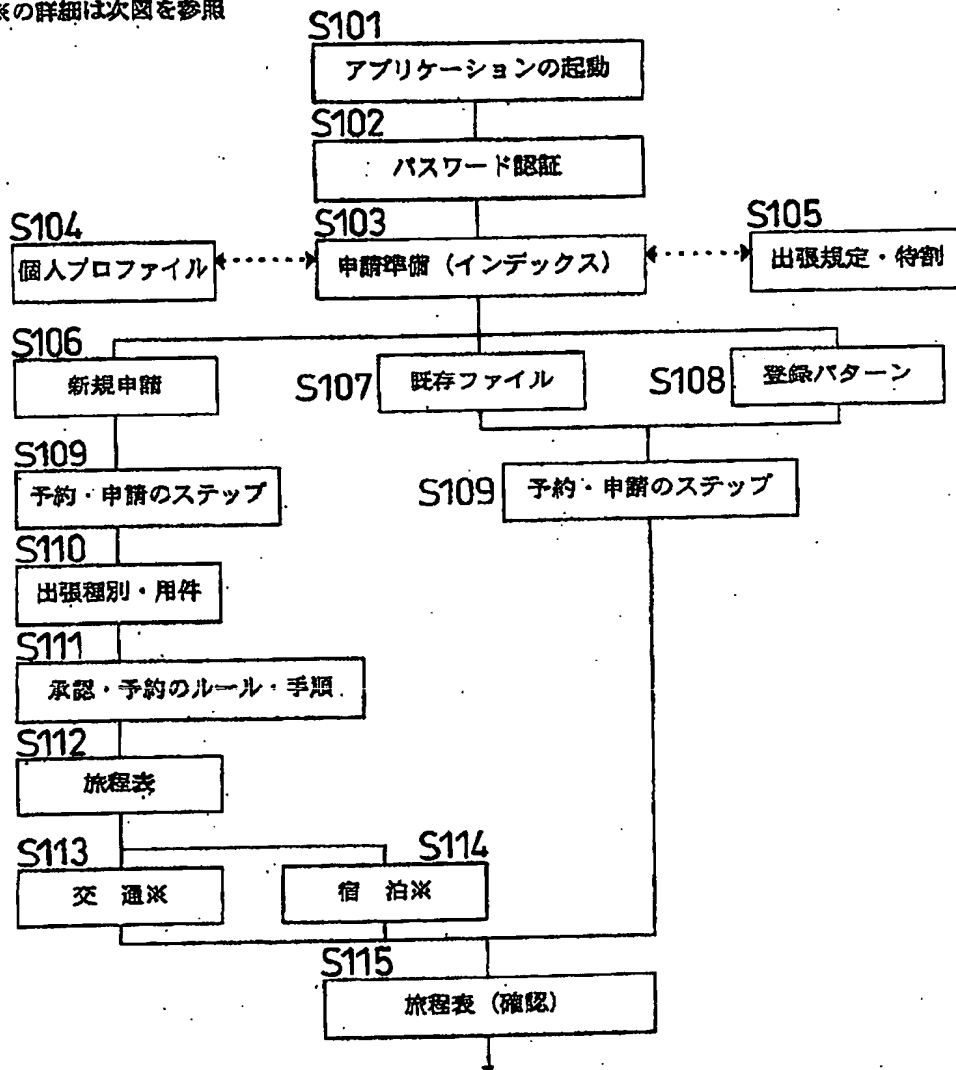 ※の詳細は次図を参照
S101
アプリケーションの起動
S102
パスワード認証
S104
S103
S105
個人プロファイル
申請準備（インデックス）
出張規定・特割
S106
新規申請
S107
既存ファイル
S108
登録パターン
S109
予約・申請のステップ
S109
予約・申請のステップ
S110
出張種別・用件
S111
承認・予約のルール・手順
S112
旅程表
S113
S114
交　通※
宿　泊※
S115
旅程表（確認）